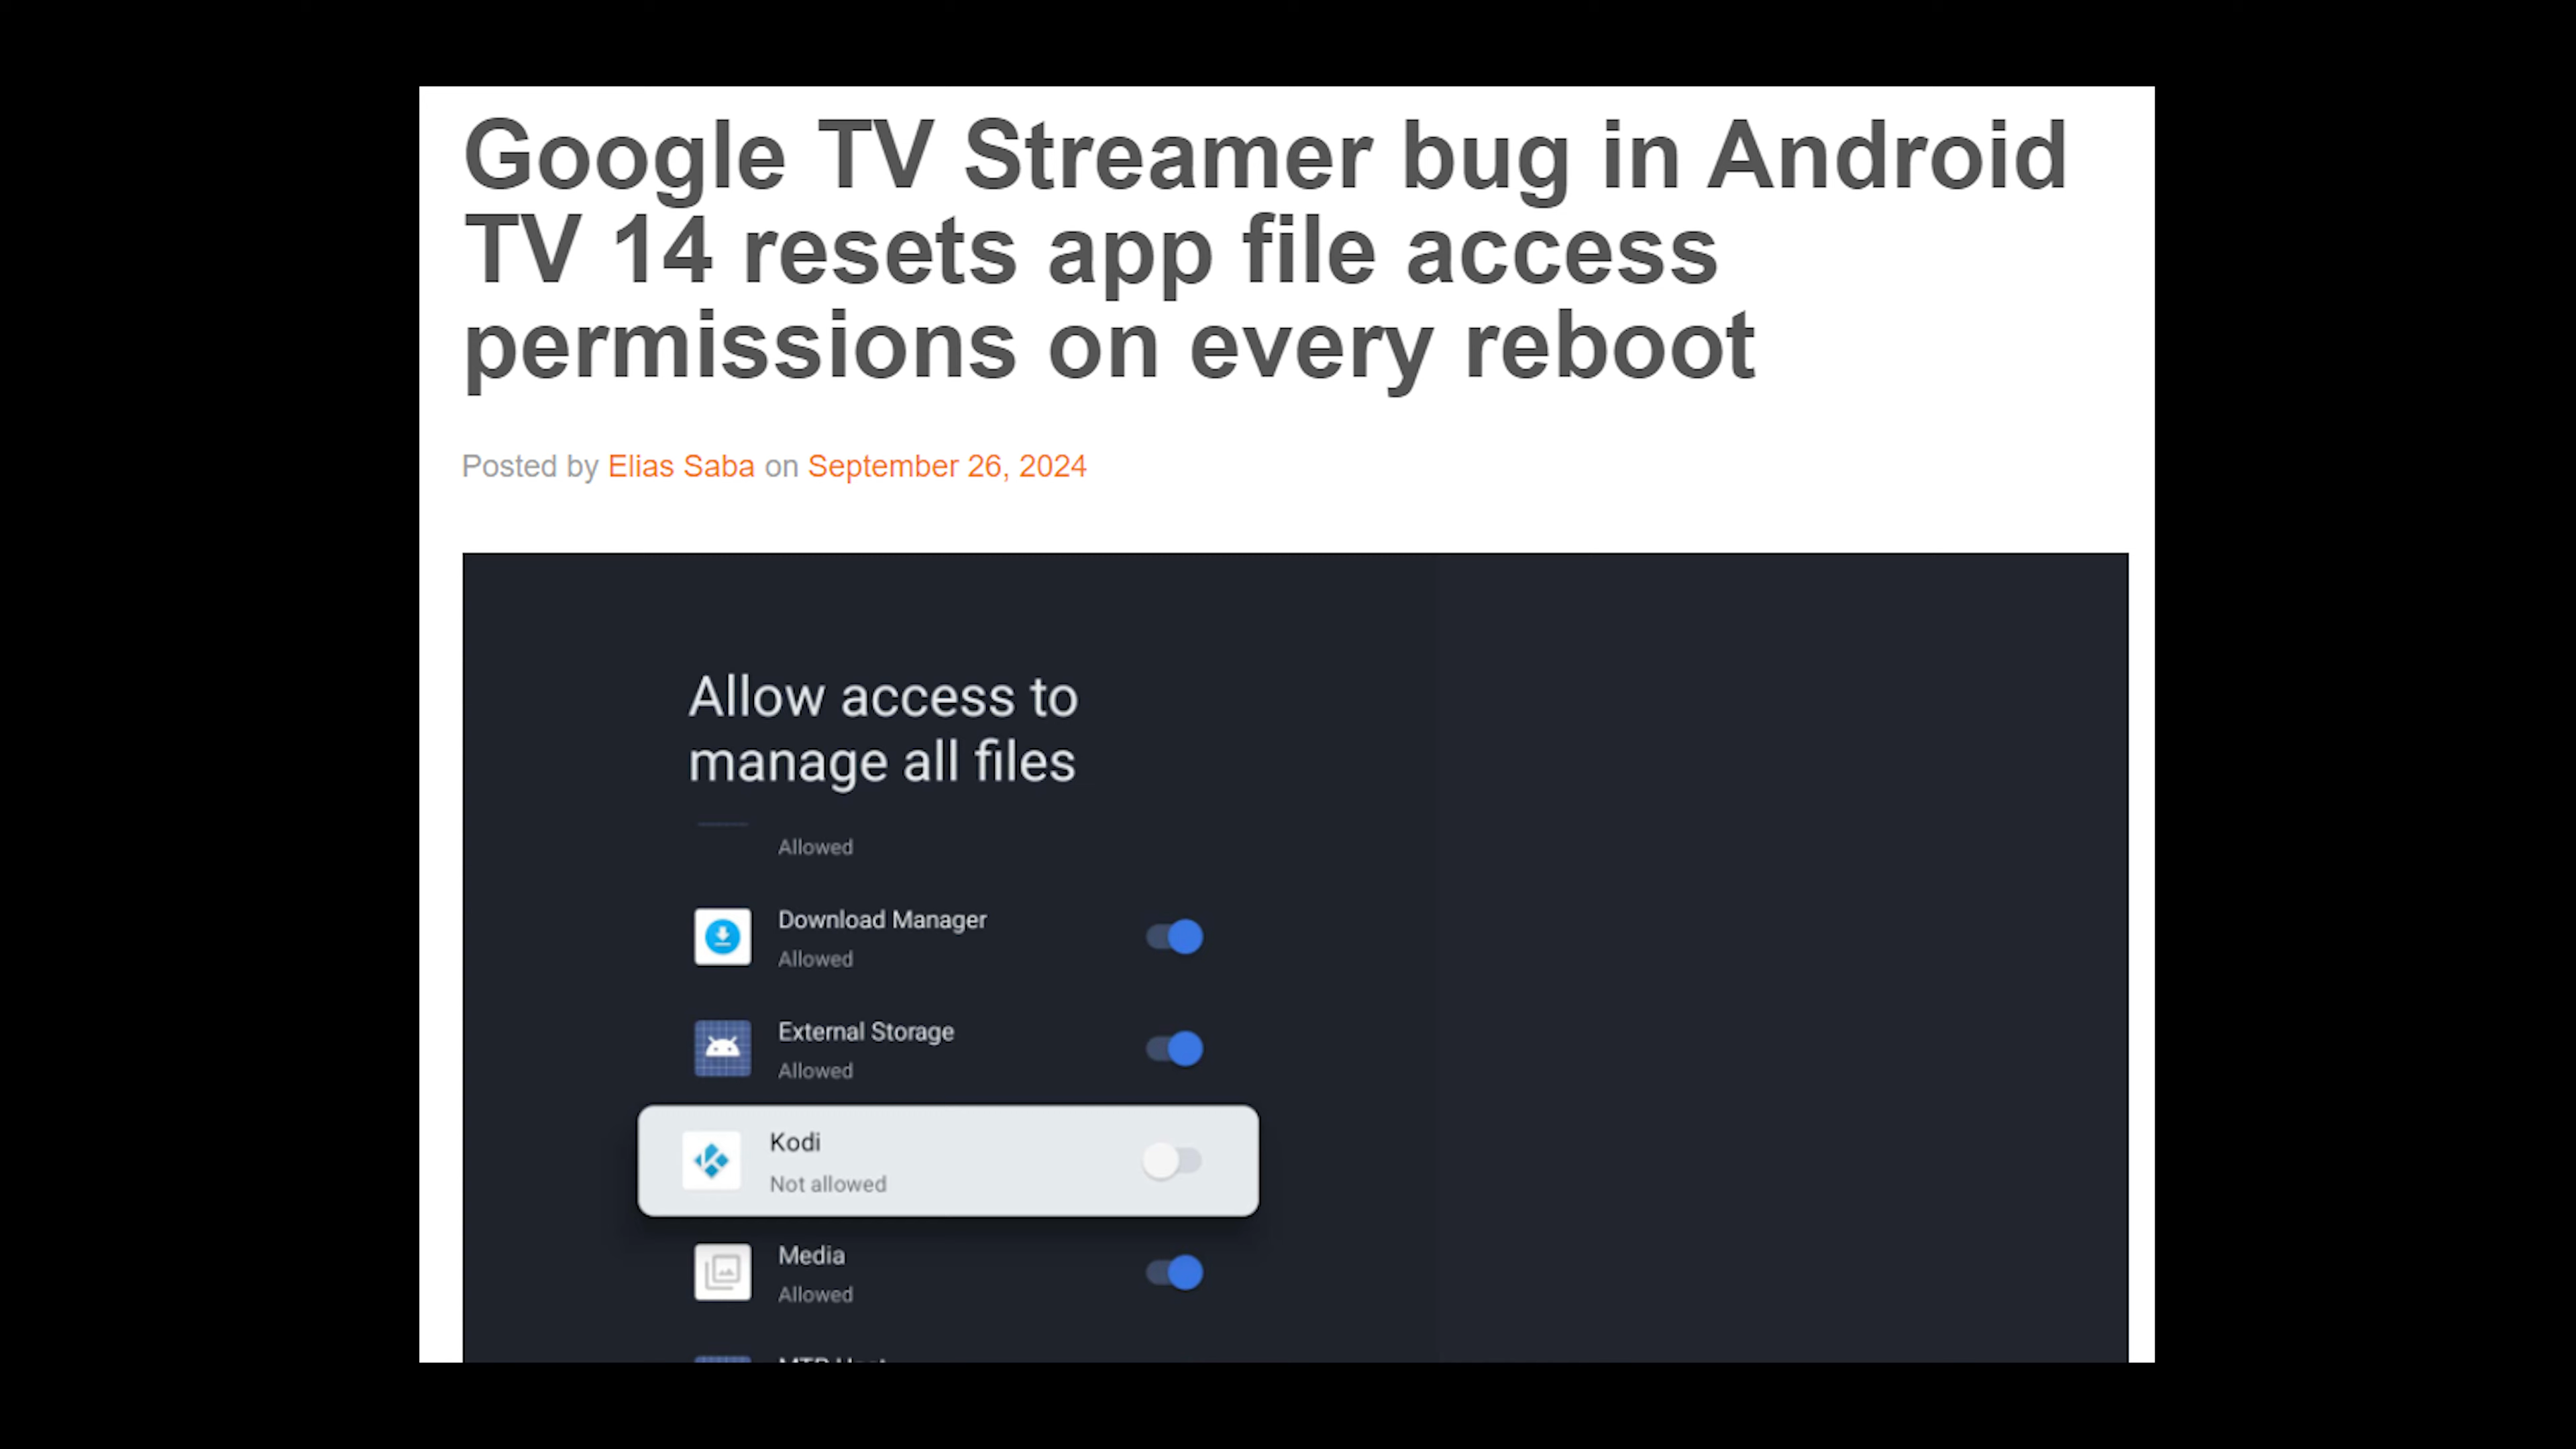 Google TV Streamer bug in Android
TV 14 resets app file access
permissions on every reboot
Posted by Elias Saba on September 26, 2024
Allow access to
manage all files
Allowed
Download Manager
Allowed
External Storage
Allowed
Kodi
Not allowed
Media
Allowed